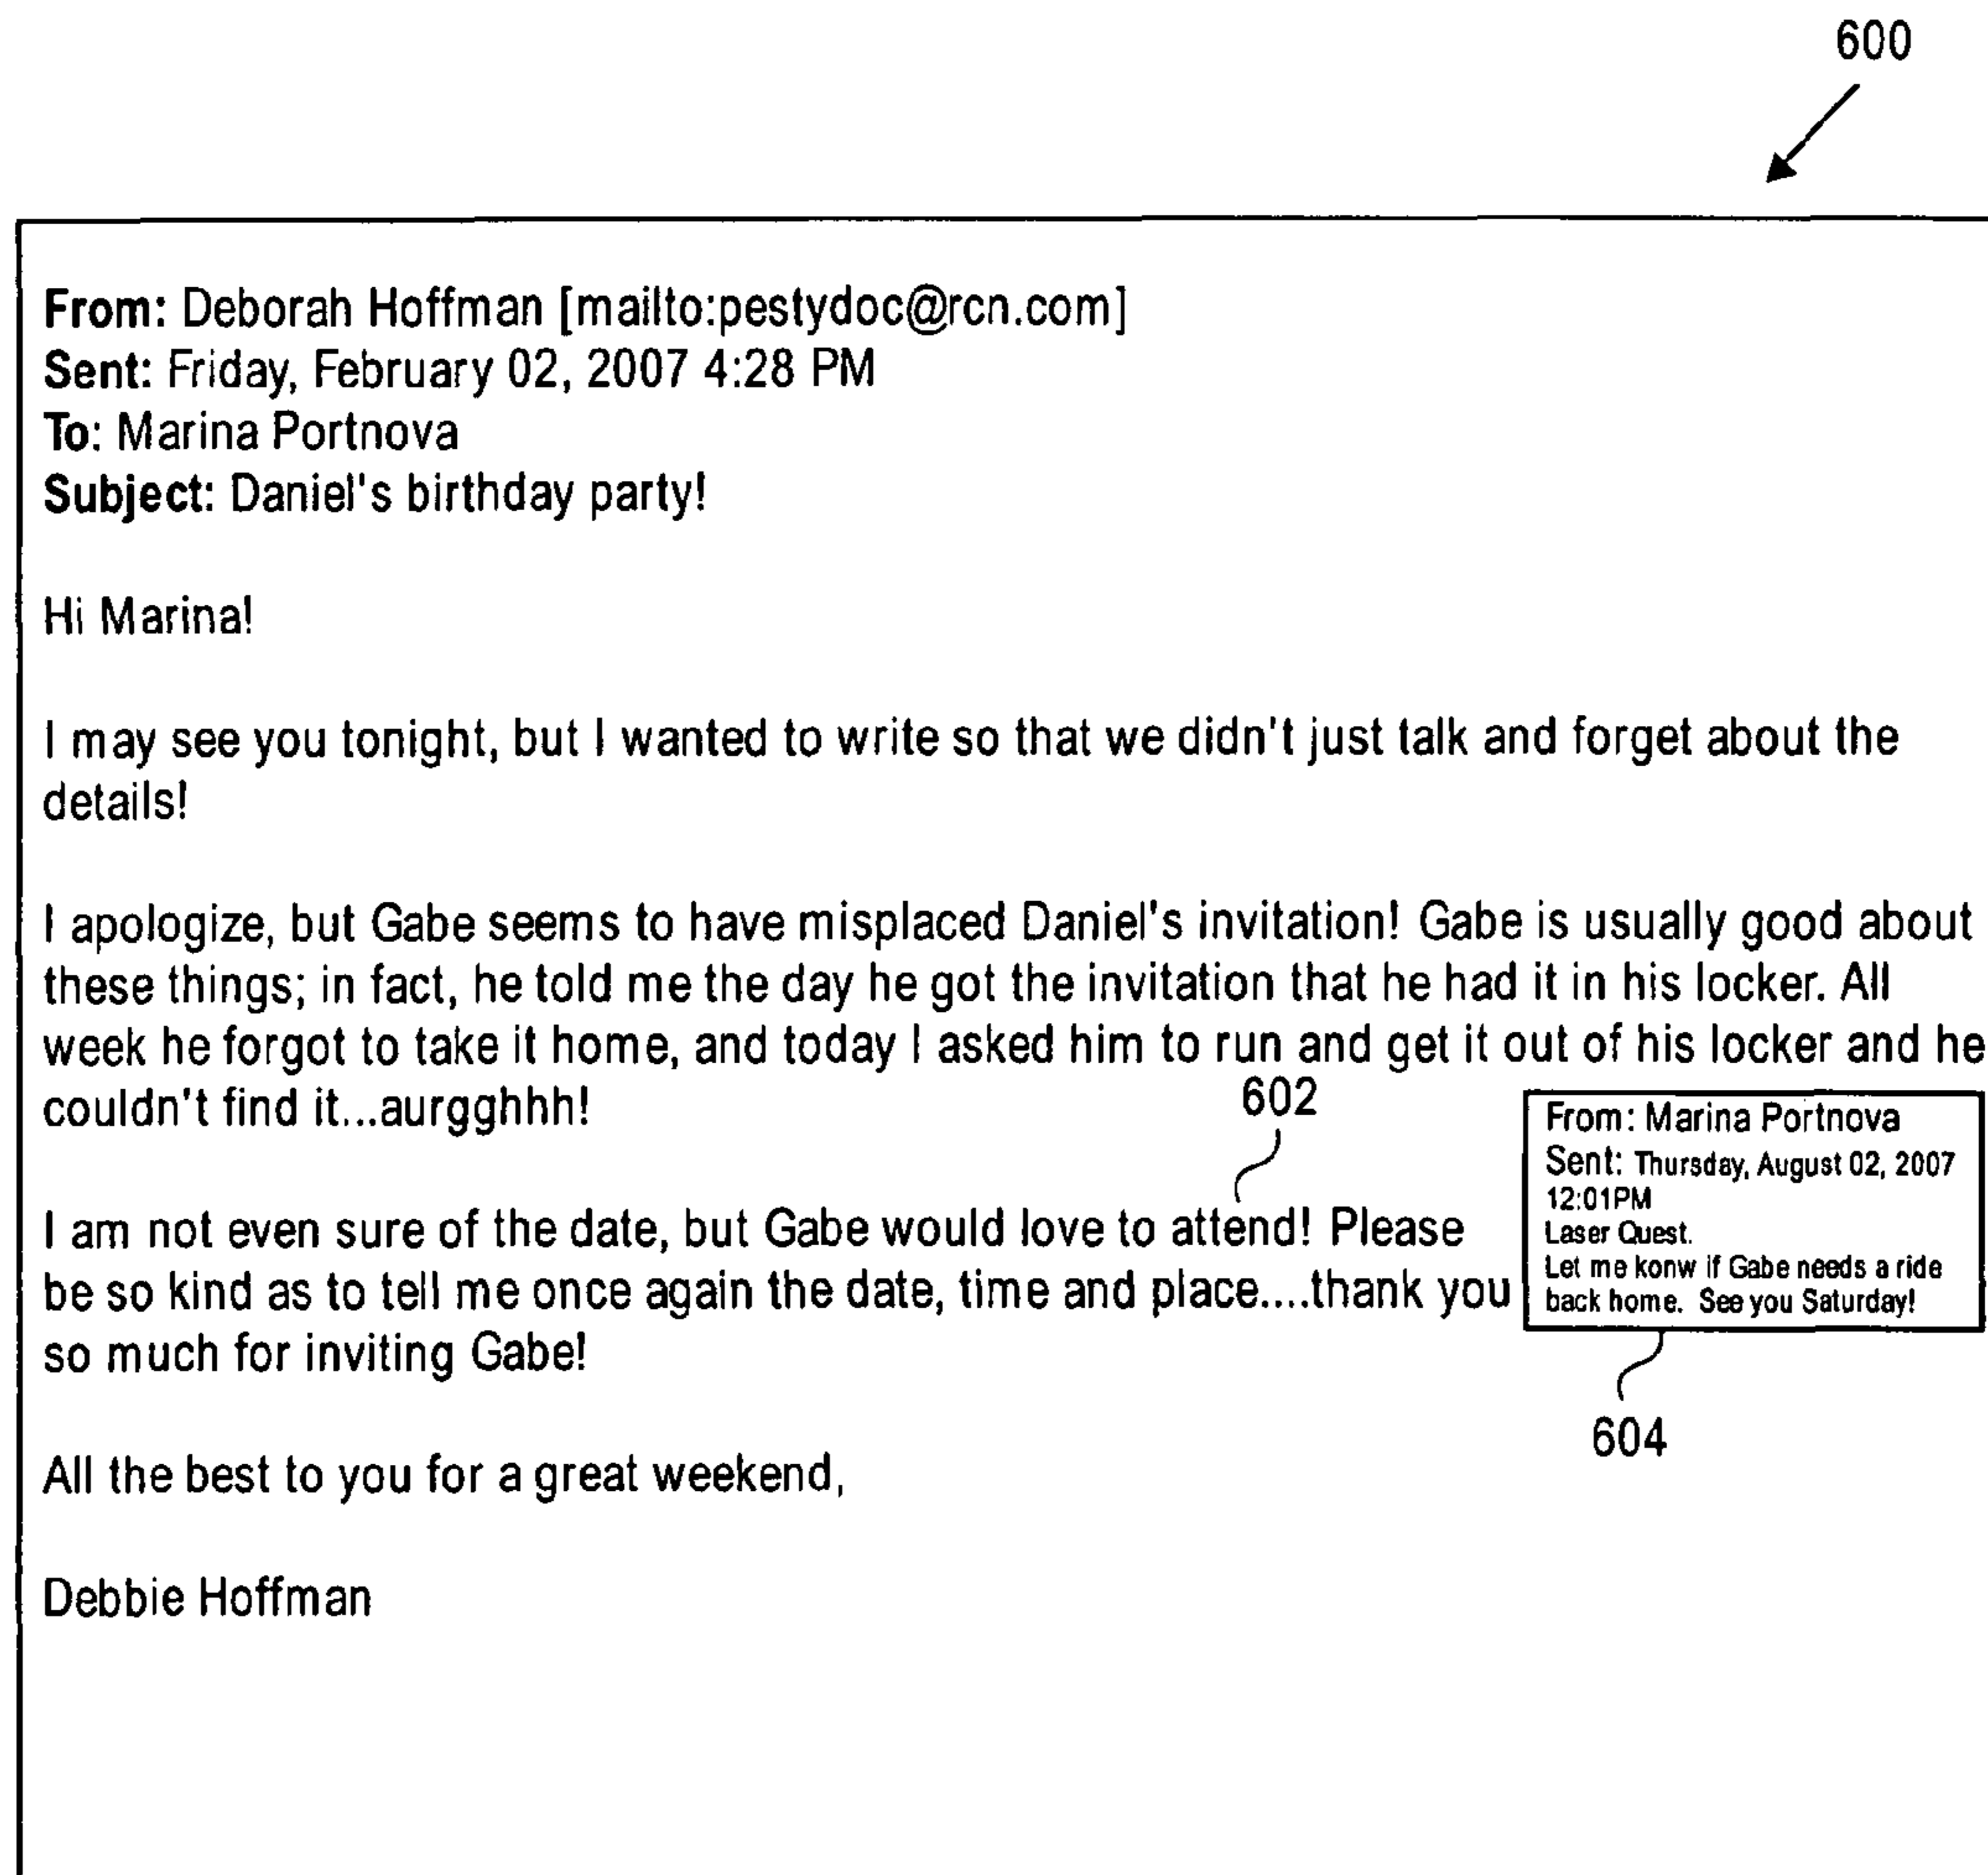 600
From: Deborah Hoffman [mailto:pestydoc@rcn.com]
Sent: Friday, February 02, 2007 4:28 PM
To: Marina Portnova
Subject: Daniel's birthday party!
Hi Marina!
I may see you tonight, but I wanted to write so that we didn't just talk and forget about the
details!
I apologize, but Gabe seems to have misplaced Daniel's invitation! Gabe is usually good about
these things; in fact, he told me the day he got the invitation that he had it in his locker. All
week he forgot to take it home, and today I asked him to run and get it out of his locker and he
couldn't find it...aurgghhh!
602
I am not even sure of the date, but Gabe would love to attend! Please
be so kind as to tell me once again the date, time and place....thank you
so much for inviting Gabe!
From: Marina Portnova
Sent: Thursday, August 02, 2007
12:01PM
Laser Quest.
Let me konw if Gabe needs a ride
back home. See you Saturday!
604
All the best to you for a great weekend,
Debbie Hoffman